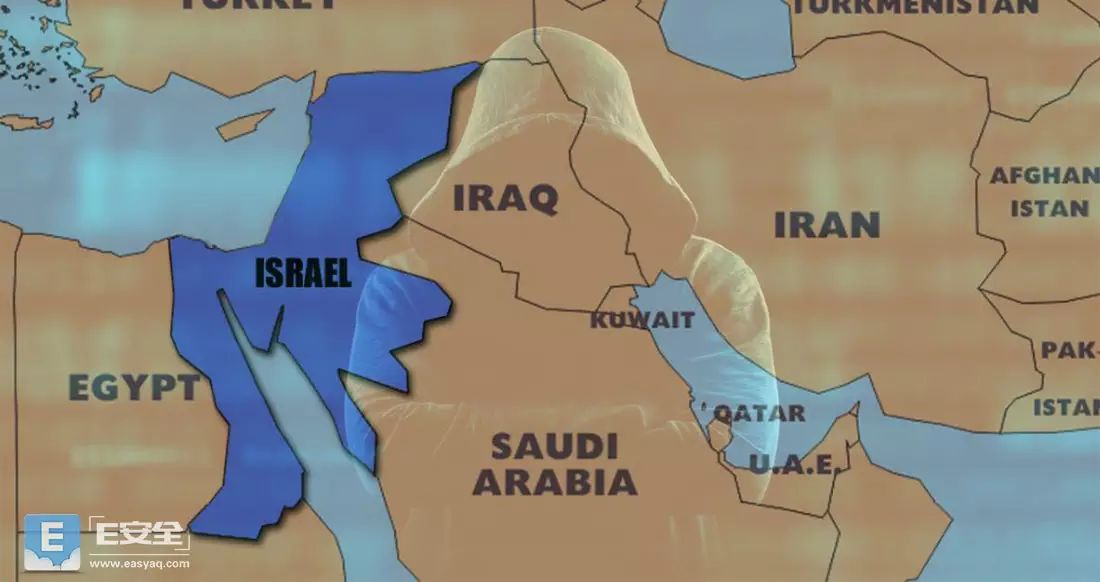 TURKEY
TURKMENISTAN
AFGHAN
ISTAN
IRAQ
IRAN
ISRAEL
KUWAIT
PAK-
ISTAN
EGYPT
QATAR
SAUDI
ARABIA
U.A.E.
E
E安全
www.easyaq.com